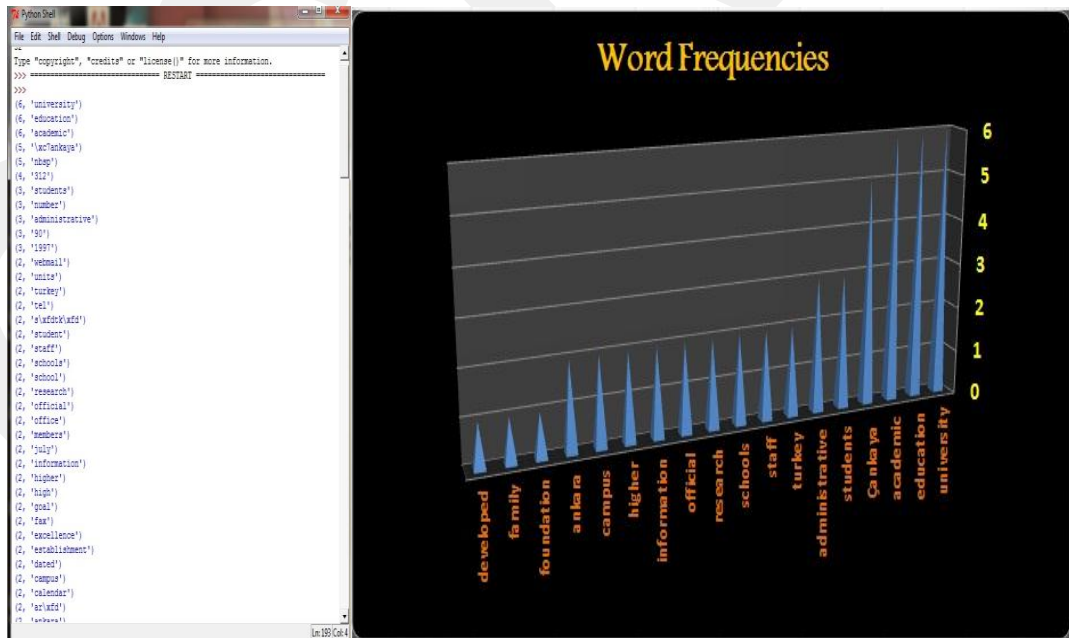 Python Shell
File Edit Shell Debug Options Windows Help
Type "copyright", "credits" or "license()" for more information.
>>> ================================ RESTART ================================
>>>
(6, 'university')
(6, 'education')
(6, 'academic')
(5, '\xc7ankaya')
(5, 'nbsp')
(4, '312')
(3, 'students')
(3, 'number')
(3, 'administrative')
(3, '90')
(3, '1997')
(2, 'webmail')
(2, 'units')
(2, 'turkey')
(2, 'tel')
(2, 's\xfdtk\xfd')
(2, 'student')
(2, 'staff')
(2, 'schools')
(2, 'school')
(2, 'research')
(2, 'official')
(2, 'office')
(2, 'members')
(2, 'july')
(2, 'information')
(2, 'higher')
(2, 'high')
(2, 'goal')
(2, 'fax')
(2, 'excellence')
(2, 'establishment')
(2, 'dated')
(2, 'campus')
(2, 'calendar')
(2, 'ar\xfd')
(2, 'ankara')
Ln: 193 Col: 4
Word Frequencies
6
5
4
3
2
1
0
developed
family
foundation
ankara
campus
higher
information
official
research
schools
staff
turkey
administrative
students
Çankaya
academic
education
university